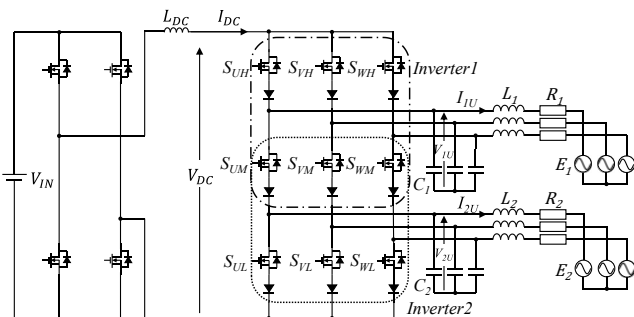 L_DC I_DC
S_UH S_VH S_WH Inverter1
I_1U L_1 R_1
V_IN V_DC S_UM S_VM S_WM V_1U C_1 E_1
I_2U L_2 R_2
S_UL S_VL S_WL V_2U C_2 E_2
Inverter2